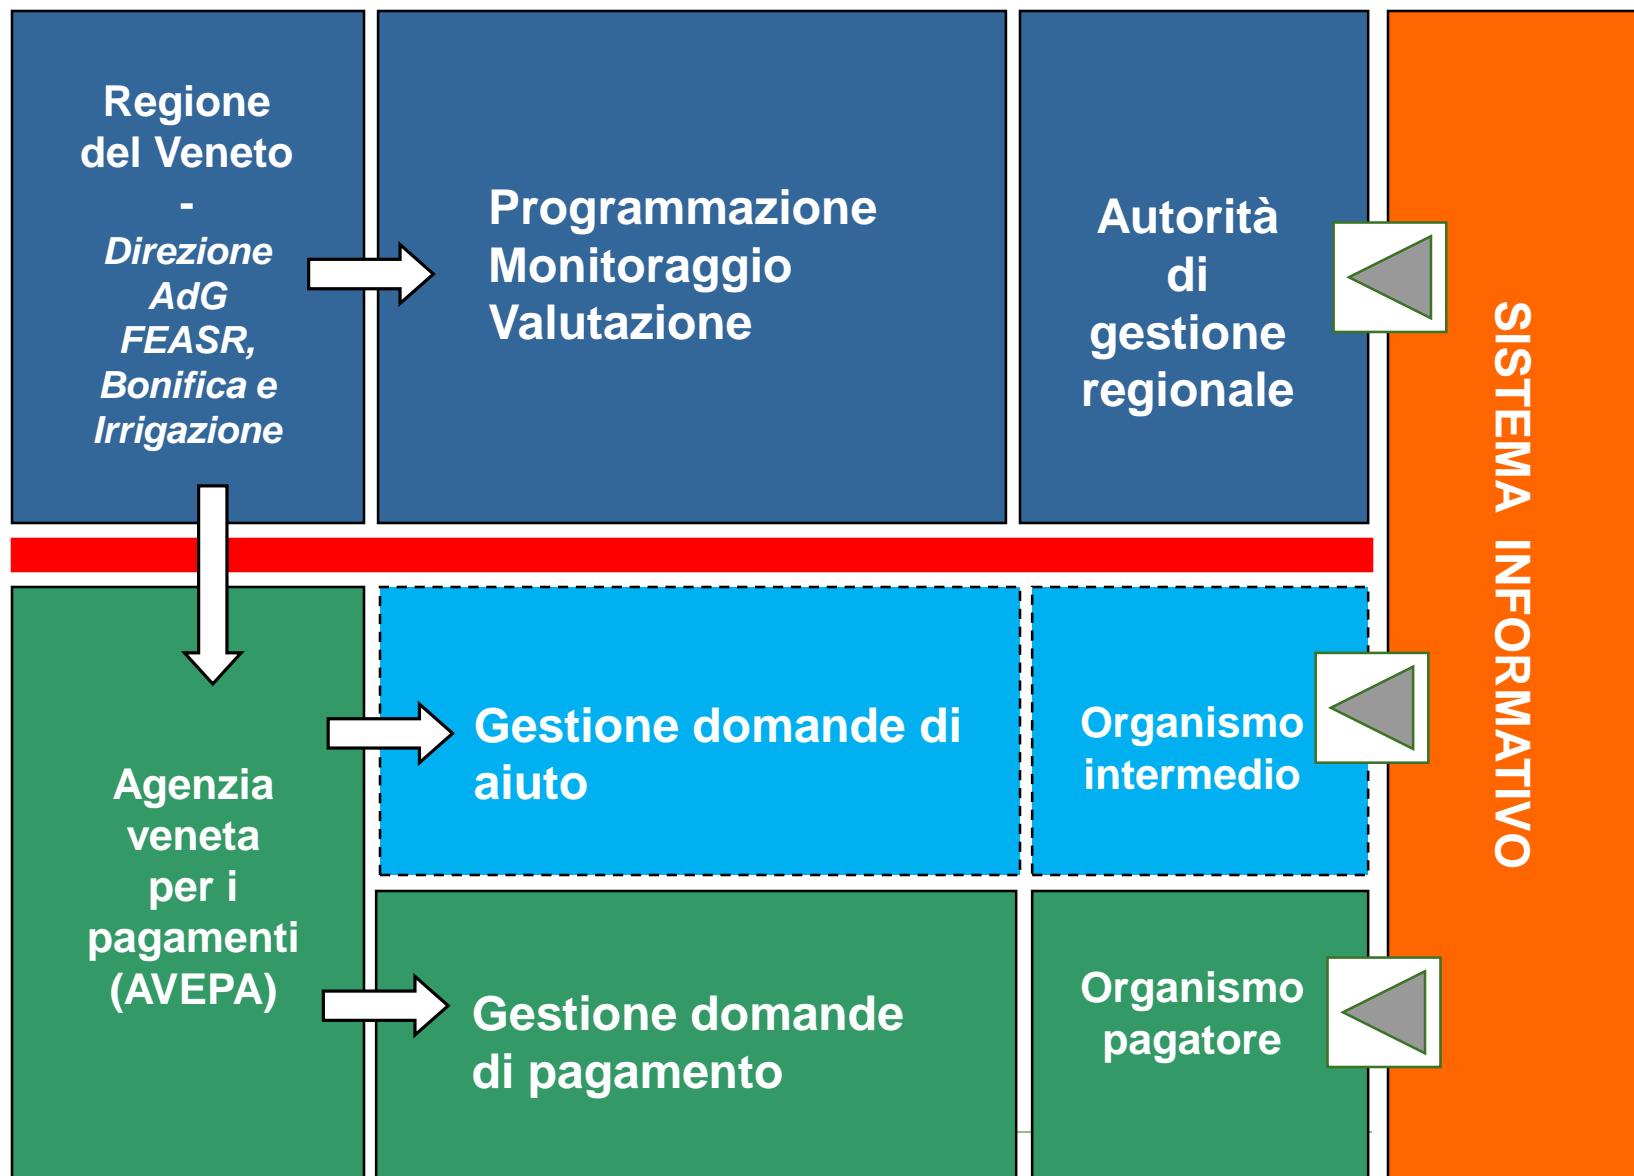 Regione
del Veneto
-
Direzione
AdG
FEASR,
Bonifica e
Irrigazione
Programmazione
Monitoraggio
Valutazione
Autorità
di
gestione
regionale
SISTEMA INFORMATIVO
Agenzia
veneta
per i
pagamenti
(AVEPA)
Gestione domande di
aiuto
Organismo
intermedio
Gestione domande
di pagamento
Organismo
pagatore